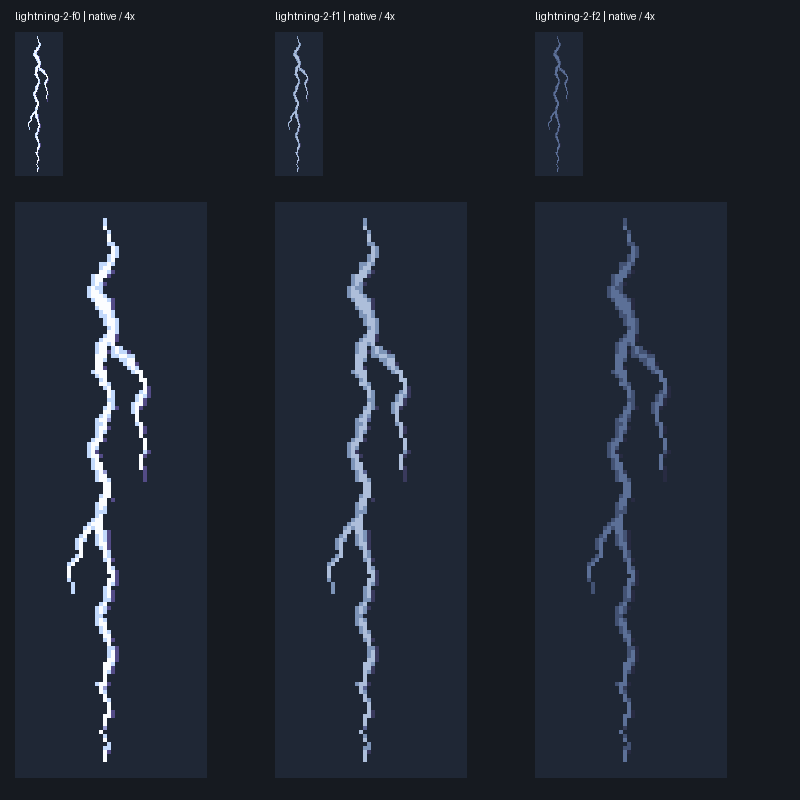 lightning-2-f0 | native / 4x
lightning-2-f1 | native / 4x
lightning-2-f2 | native / 4x